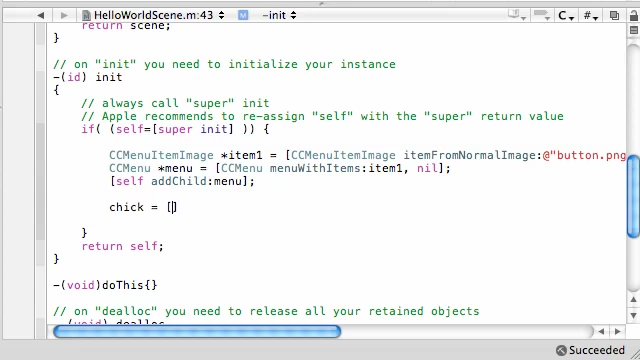 HelloWorldScene.m:43 -init C #
return scene;
}
// on "init" you need to initialize your instance
-(id) init
{
// always call "super" init
// Apple recommends to re-assign "self" with the "super" return value
if( (self=[super init] )) {
CCMenuItemImage *item1 = [CCMenuItemImage itemFromNormalImage:@"button.png
CCMenu *menu = [CCMenu menuWithItems:item1, nil];
[self addChild:menu];
chick = []
}
return self;
}
-(void)doThis{}
// on "dealloc" you need to release all your retained objects
- (void) dealloc
Succeeded